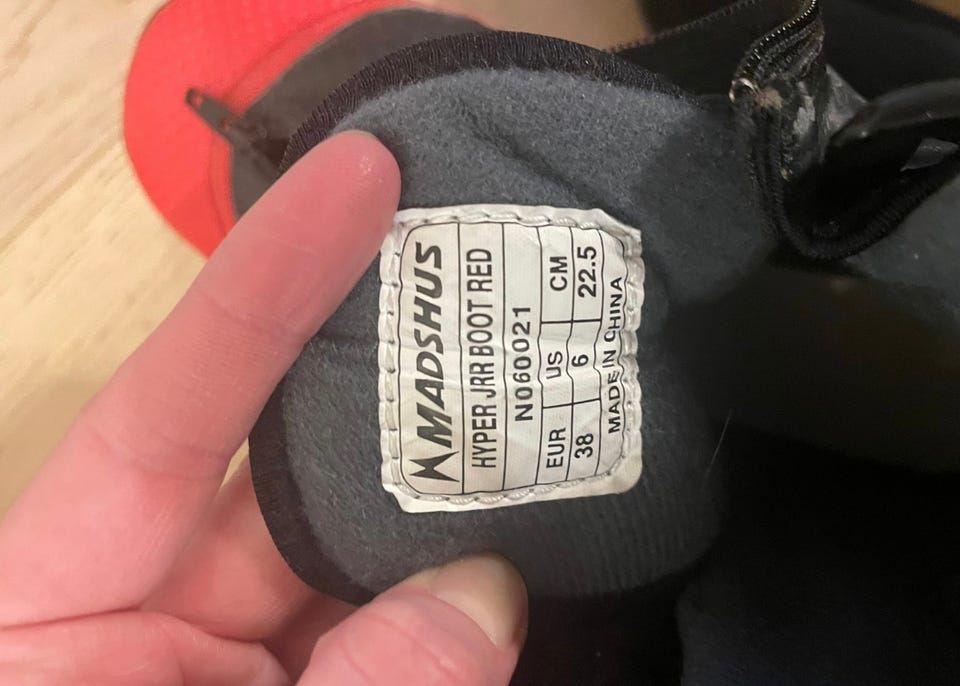 MADSHUS
HYPER JRR BOOT RED
N060021
EUR US CM
38 6 22.5
MADE IN CHINA